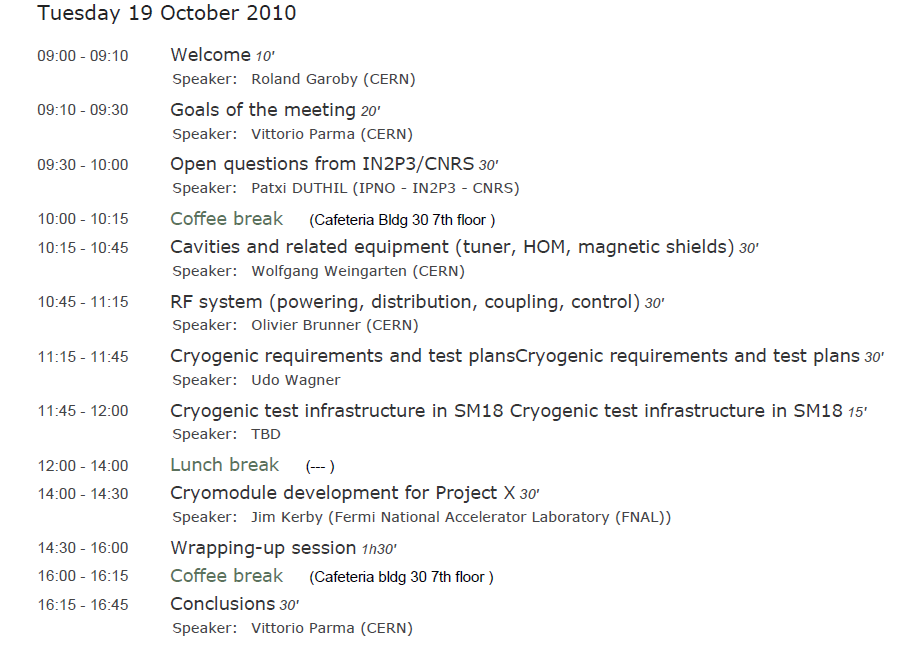 Tuesday 19 October 2010
09:00 - 09:10 Welcome 10'
Speaker: Roland Garoby (CERN)
09:10 - 09:30 Goals of the meeting 20'
Speaker: Vittorio Parma (CERN)
09:30 - 10:00 Open questions from IN2P3/CNRS 30'
Speaker: Patxi DUTHIL (IPNO - IN2P3 - CNRS)
10:00 - 10:15 Coffee break (Cafeteria Bldg 30 7th floor )
10:15 - 10:45 Cavities and related equipment (tuner, HOM, magnetic shields) 30'
Speaker: Wolfgang Weingarten (CERN)
10:45 - 11:15 RF system (powering, distribution, coupling, control) 30'
Speaker: Olivier Brunner (CERN)
11:15 - 11:45 Cryogenic requirements and test plansCryogenic requirements and test plans 30'
Speaker: Udo Wagner
11:45 - 12:00 Cryogenic test infrastructure in SM18 Cryogenic test infrastructure in SM18 15'
Speaker: TBD
12:00 - 14:00 Lunch break (--- )
14:00 - 14:30 Cryomodule development for Project X 30'
Speaker: Jim Kerby (Fermi National Accelerator Laboratory (FNAL))
14:30 - 16:00 Wrapping-up session 1h30'
16:00 - 16:15 Coffee break (Cafeteria bldg 30 7th floor )
16:15 - 16:45 Conclusions 30'
Speaker: Vittorio Parma (CERN)